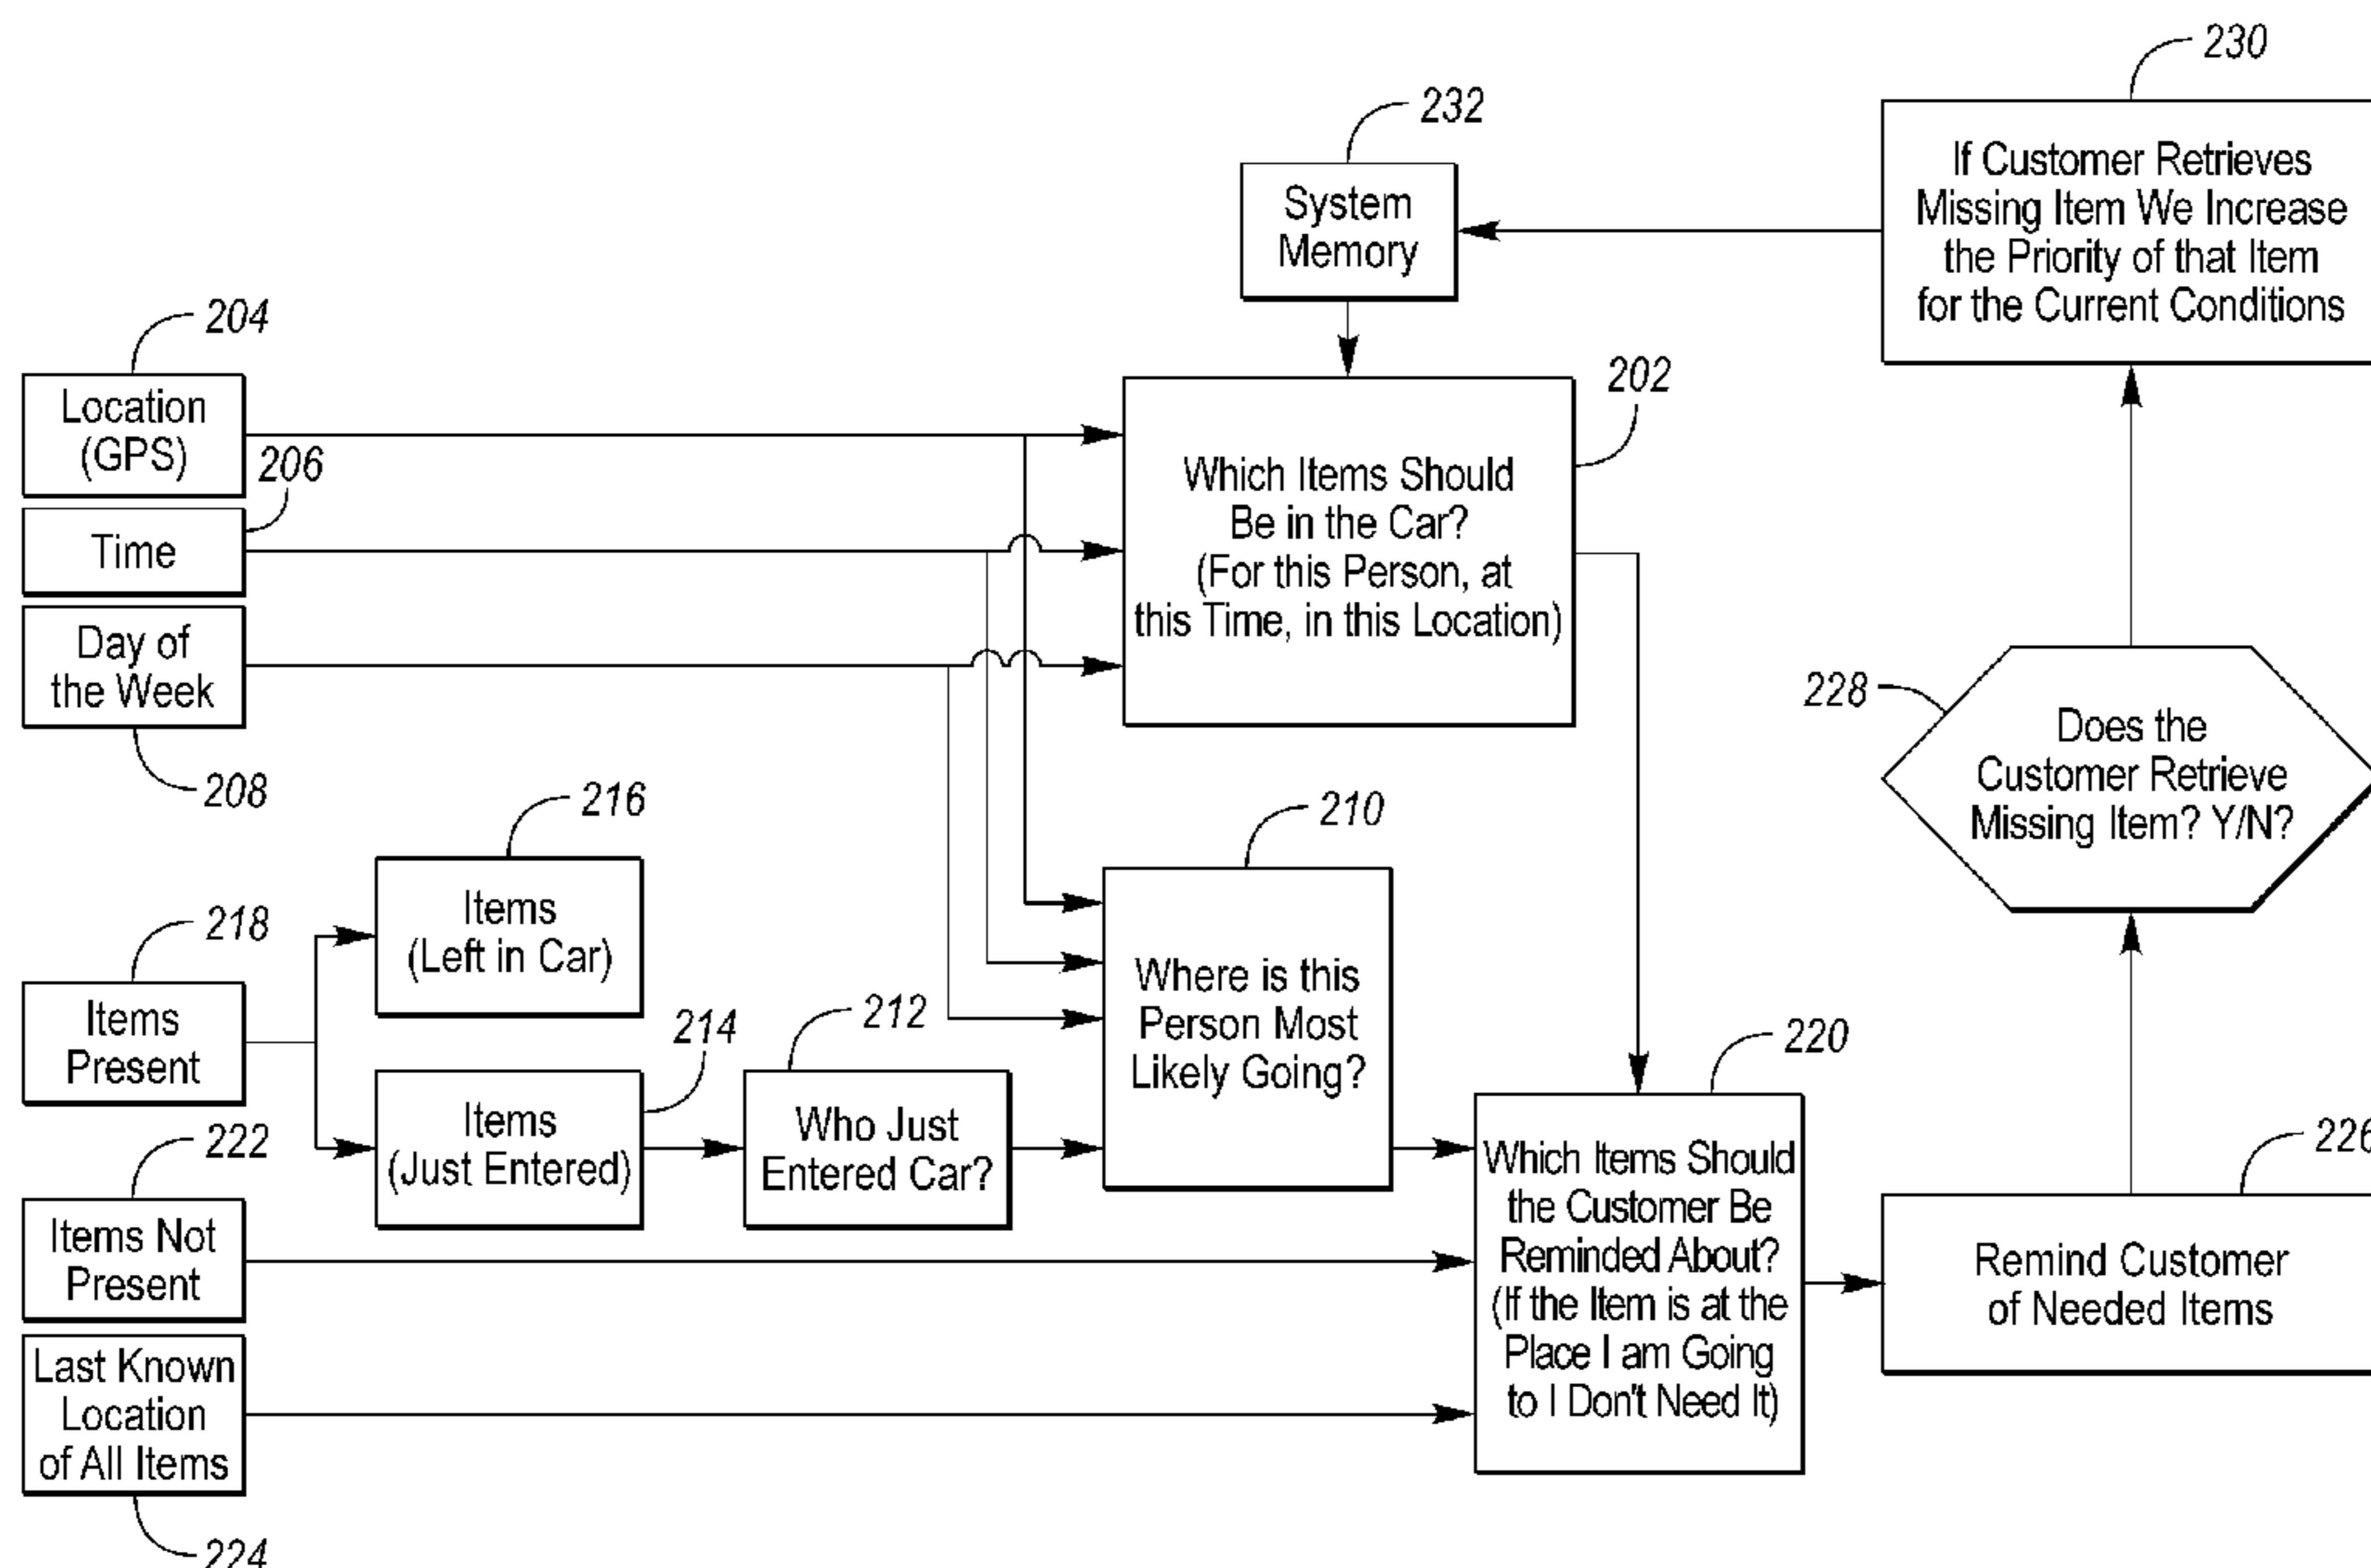 230
232
If Customer Retrieves
Missing Item We Increase
the Priority of that Item
for the Current Conditions
System
Memory
204
Location
(GPS)
206
Time
Day of
the Week
208
202
Which Items Should
Be in the Car?
(For this Person, at
this Time, in this Location)
228
Does the
Customer Retrieve
Missing Item? Y/N?
216
Items
(Left in Car)
210
Where is this
Person Most
Likely Going?
218
Items
Present
214
Items
(Just Entered)
212
Who Just
Entered Car?
220
Which Items Should
the Customer Be
Reminded About?
(If the Item is at the
Place I am Going
to I Don't Need It)
222
Items Not
Present
226
Remind Customer
of Needed Items
Last Known
Location
of All Items
224